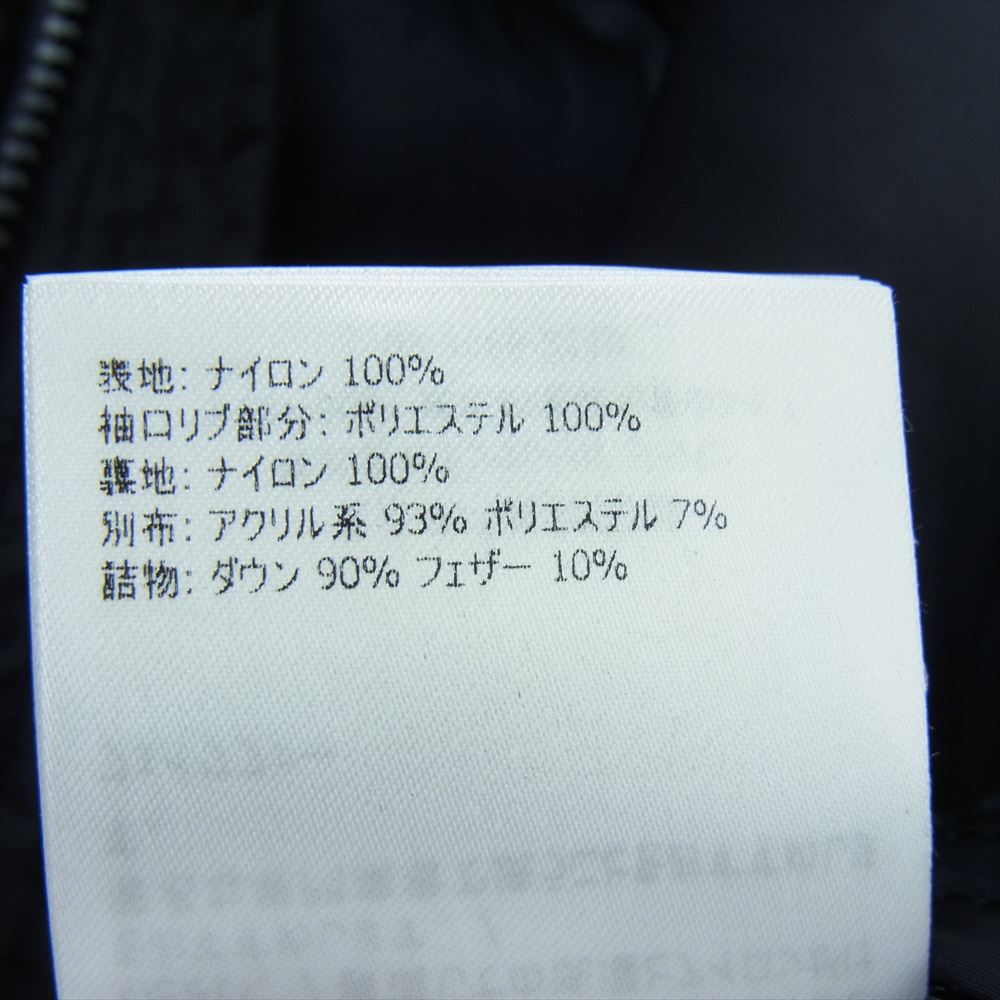 表地: ナイロン 100%
袖口リブ部分: ポリエステル 100%
裏地: ナイロン 100%
別布: アクリル系 93% ポリエステル 7%
詰物: ダウン 90% フェザー 10%